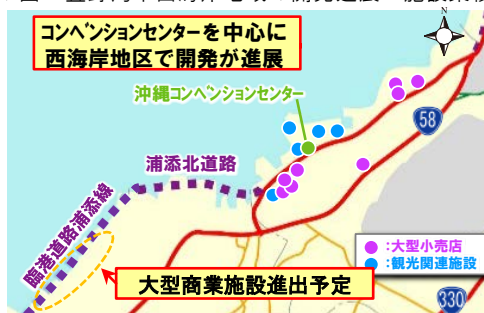 コンベンションセンターを中心に
西海岸地区で開発が進展
沖縄コンベンションセンター
58
浦添北道路
臨港道路浦添線
：大型小売店
：観光関連施設
大型商業施設進出予定
330